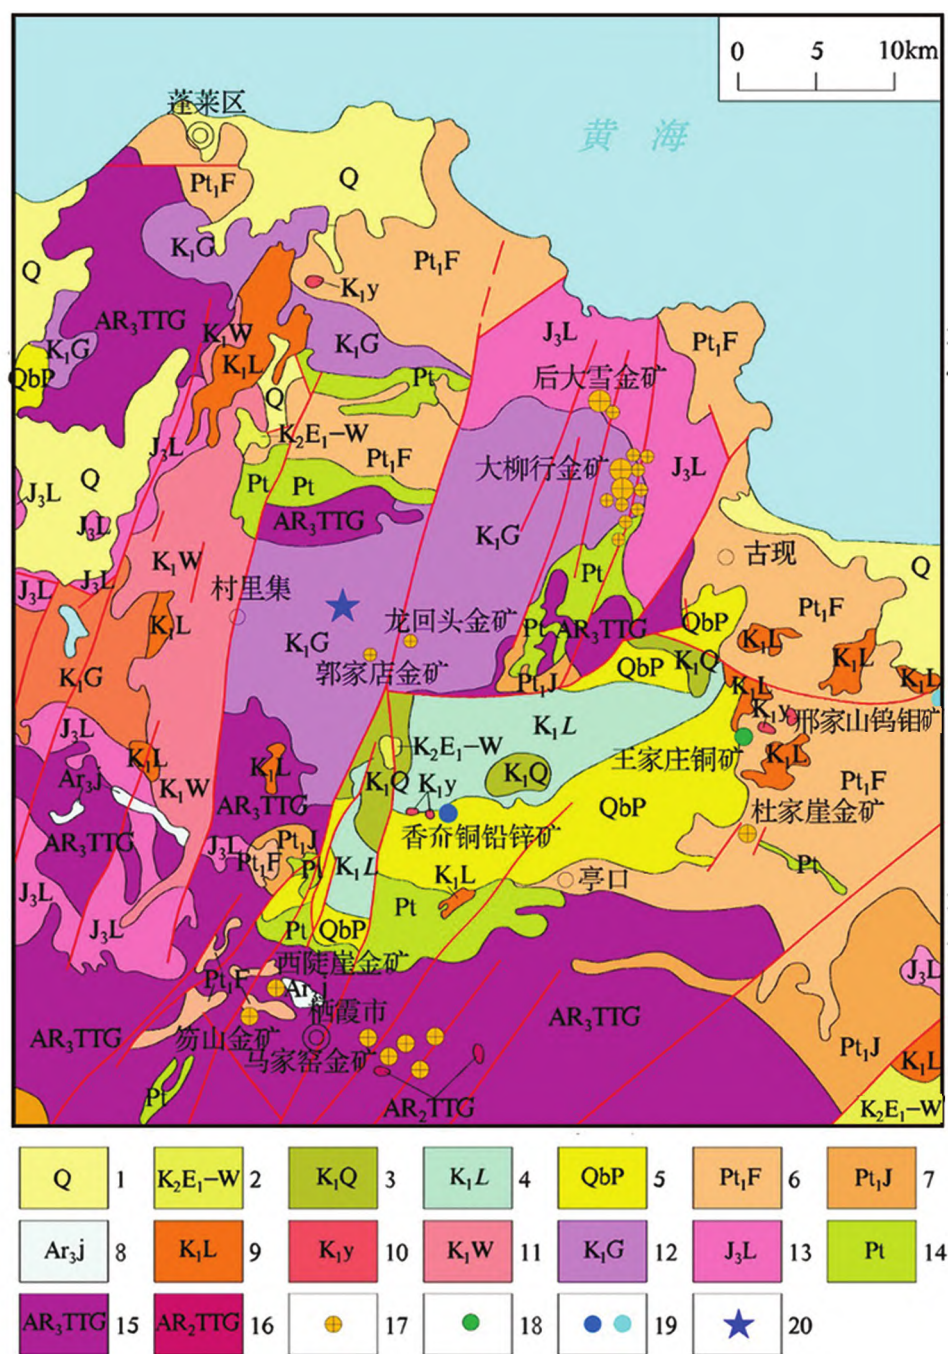 0 5 10km
蓬莱区
黄 海
Pt₁F
Q
K₁G
Pt₁F
Q
K₁y
AR₃TTG
K₁W
J₃L
Pt₁F
K₁G
K₁G
K₁L
QbP
Pt
后大雪金矿
Q
K₂E₁-W
J₃L
Pt₁F
大柳行金矿
J₃L
Q
J₃L
Pt
Pt
J₃L
AR₃TTG
K₁G
K₁W
古现
Q
J₃L
J₃L
村里集
Pt
Pt₁F
K₁L
龙回头金矿
Pt
AR₃TTG
QbP
K₁L
K₁G
郭家店金矿
QbP
K₁Q
K₁L
K₁G
Pt₁J
K₁L
K₁L
J₃L
K₁L
K₁y
邢家山钨钼矿
K₂E₁-W
王家庄铜矿
K₁L
Ar₃j
K₁L
K₁L
K₁Q
K₁y
K₁Q
Pt₁F
K₁W
AR₃TTG
QbP
杜家崖金矿
AR₃TTG
Pt₁J
香夼铜铅锌矿
J₃L
Pt₁F
Pt
K₁L
K₁L
亭口
Pt
J₃L
Pt
J₃L
Pt
QbP
西陡崖金矿
J₃L
Pt₁F
Ar₃j
栖霞市
AR₃TTG
AR₃TTG
笏山金矿
马家窑金矿
Pt₁J
K₁L
Pt
AR₂TTG
K₂E₁-W
Q 1 K₂E₁-W 2 K₁Q 3 K₁L 4 QbP 5 Pt₁F 6 Pt₁J 7
Ar₃j 8 K₁L 9 K₁y 10 K₁W 11 K₁G 12 J₃L 13 Pt 14
AR₃TTG 15 AR₂TTG 16 17 18 19 20